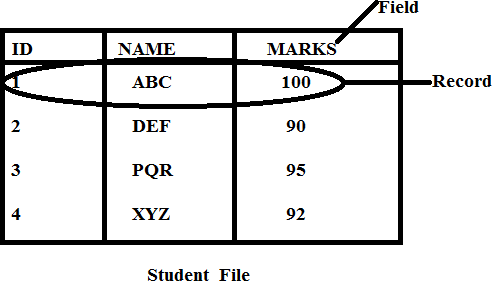 Field
ID NAME MARKS
1 ABC 100 Record
2 DEF 90
3 PQR 95
4 XYZ 92
Student File